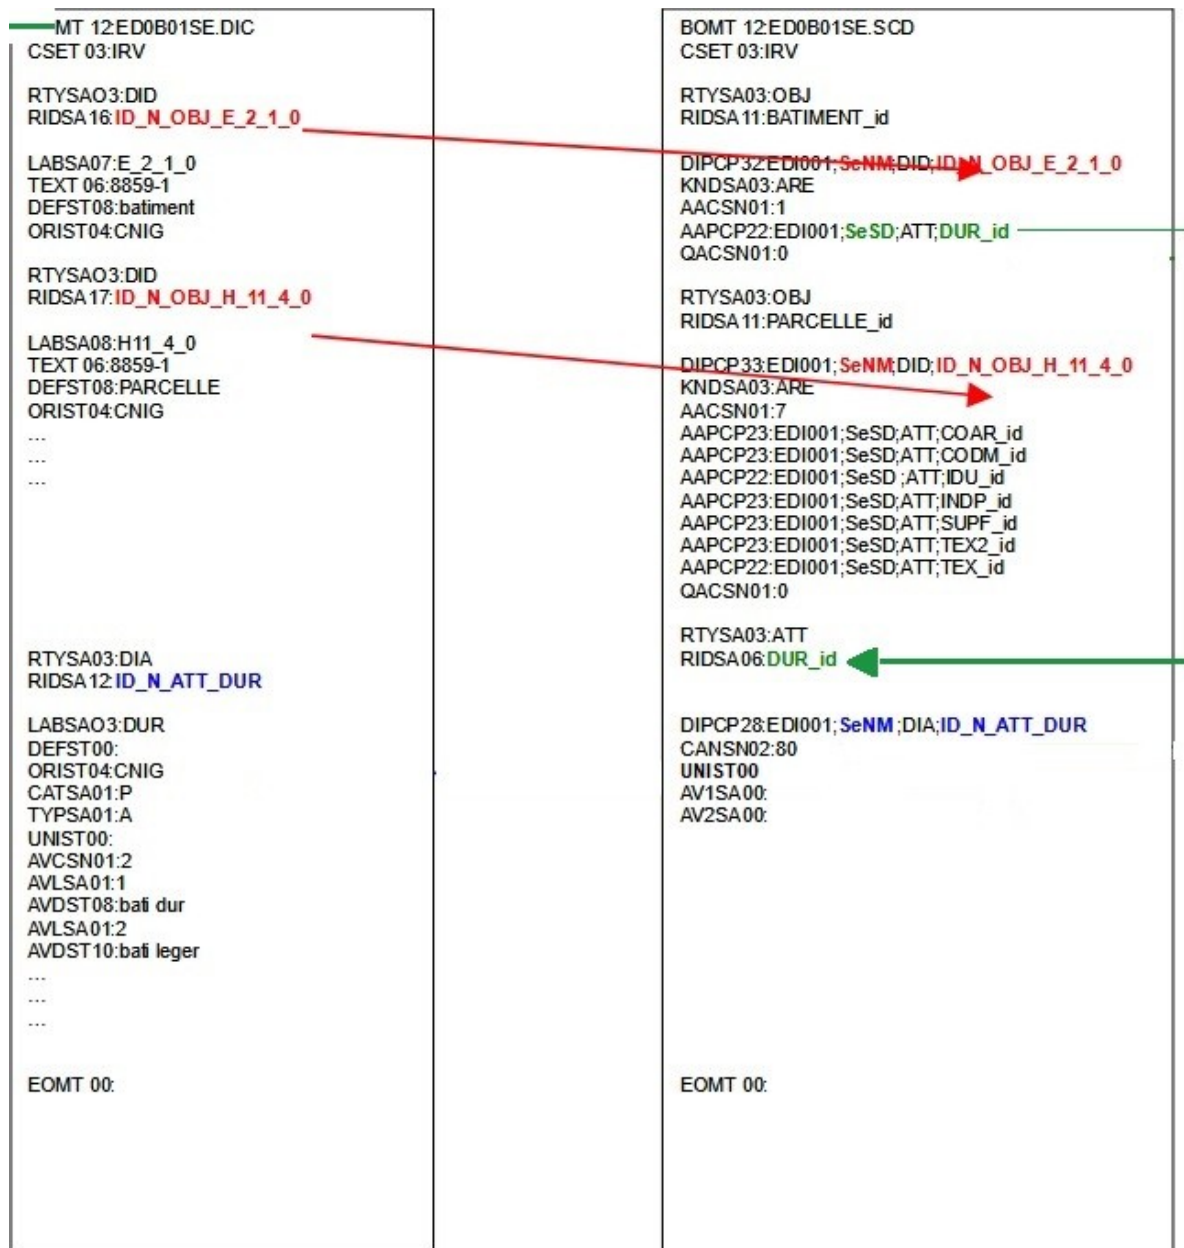 MT 12:ED0B01SE.DIC
CSET 03:IRV
RTYSAO3:DID
RIDSA16:ID_N_OBJ_E_2_1_0
LABSA07:E_2_1_0
TEXT 06:8859-1
DEFST08:batiment
ORIST04:CNIG
RTYSAO3:DID
RIDSA17:ID_N_OBJ_H_11_4_0
LABSA08:H11_4_0
TEXT 06:8859-1
DEFST08:PARCELLE
ORIST04:CNIG
...
...
...
RTYSA03:DIA
RIDSA12:ID_N_ATT_DUR
LABSAO3:DUR
DEFST00:
ORIST04:CNIG
CATSA01:P
TYPSA01:A
UNIST00:
AVCSN01:2
AVLSA01:1
AVDST08:bati dur
AVLSA01:2
AVDST10:bati leger
...
...
...
EOMT 00:
BOMT 12:ED0B01SE.SCD
CSET 03:IRV
RTYSA03:OBJ
RIDSA11:BATIMENT_id
DIPCP32:EDI001;SeNM;DID;ID_N_OBJ_E_2_1_0
KNDSA03:ARE
AACSN01:1
AAPCP22:EDI001;SeSD;ATT;DUR_id
QACSN01:0
RTYSA03:OBJ
RIDSA11:PARCELLE_id
DIPCP33:EDI001;SeNM;DID;ID_N_OBJ_H_11_4_0
KNDSA03:ARE
AACSN01:7
AAPCP23:EDI001;SeSD;ATT;COAR_id
AAPCP23:EDI001;SeSD;ATT;CODM_id
AAPCP22:EDI001;SeSD ;ATT;IDU_id
AAPCP23:EDI001;SeSD;ATT;INDP_id
AAPCP23:EDI001;SeSD;ATT;SUPF_id
AAPCP23:EDI001;SeSD;ATT;TEX2_id
AAPCP22:EDI001;SeSD;ATT;TEX_id
QACSN01:0
RTYSA03:ATT
RIDSA06:DUR_id
DIPCP28:EDI001;SeNM ;DIA;ID_N_ATT_DUR
CANSN02:80
UNIST00
AV1SA00:
AV2SA00:
EOMT 00: